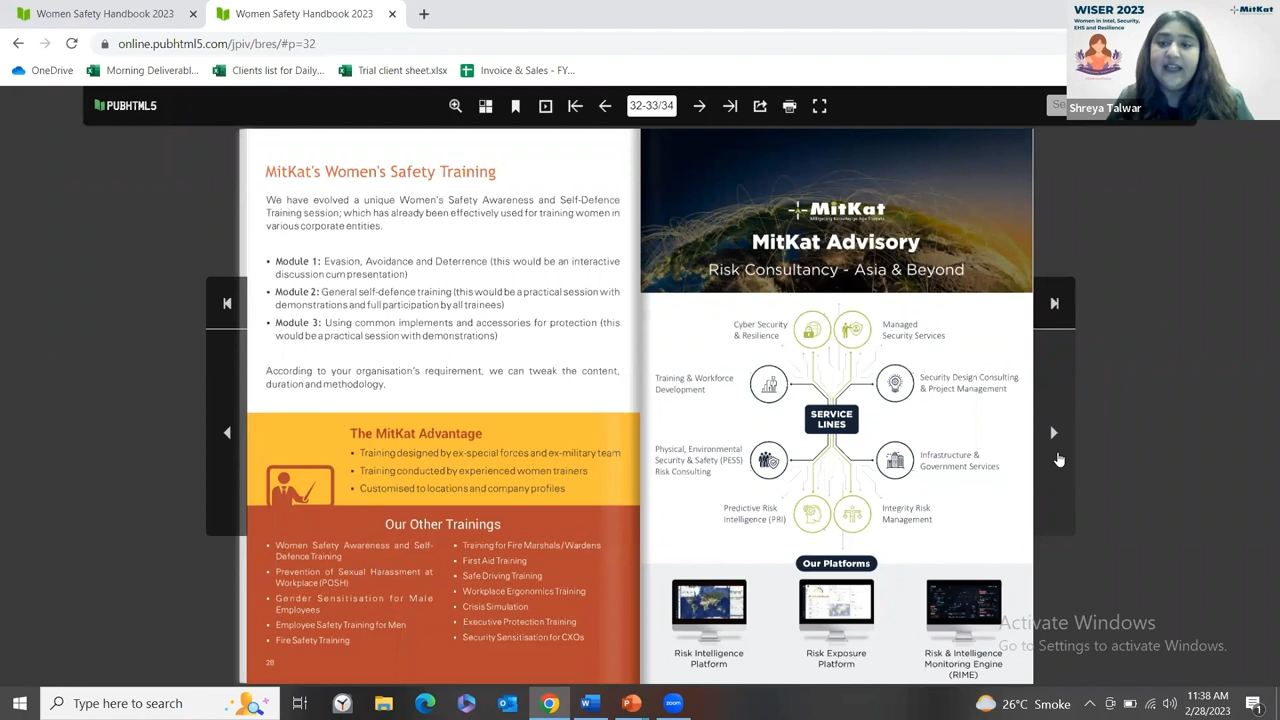 Women Safety Handbook 2023
Women Safety Handbook 2023
online.pubhtml5.com/jpiv/bres/#p=32
OneDrive
Morning Deliverabl...
Clients list for Daily...
Trial client sheet.xlsx
Invoice & Sales - FY...
WISER 2023
Women in Intel, Security,
EHS and Resilience
MitKat
Shreya Talwar
PUBHTML5
32-33/34
Se
MitKat's Women's Safety Training
We have evolved a unique Women's Safety Awareness and Self-Defence
Training session; which has already been effectively used for training women in
various corporate entities.
• Module 1: Evasion, Avoidance and Deterrence (this would be an interactive
discussion cum presentation)
• Module 2: General self-defence training (this would be a practical session with
demonstrations and full participation by all trainees)
• Module 3: Using common implements and accessories for protection (this
would be a practical session with demonstrations)
According to your organisation's requirement, we can tweak the content,
duration and methodology.
The MitKat Advantage
• Training designed by ex-special forces and ex-military team
• Training conducted by experienced women trainers
• Customised to locations and company profiles
Our Other Trainings
• Women Safety Awareness and Self-
Defence Training
• Prevention of Sexual Harassment at
Workplace (POSH)
• Gender Sensitisation for Male
Employees
• Employee Safety Training for Men
• Fire Safety Training
• Training for Fire Marshals/Wardens
• First Aid Training
• Safe Driving Training
• Workplace Ergonomics Training
• Crisis Simulation
• Executive Protection Training
• Security Sensitisation for CXOs
28
MitKat
Mitigating Knowledge Age Threats
MitKat Advisory
Risk Consultancy - Asia & Beyond
Cyber Security
& Resilience
Managed
Security Services
Training & Workforce
Development
Security Design Consulting
& Project Management
SERVICE
LINES
Physical, Environmental
Security & Safety (PESS)
Risk Consulting
Infrastructure &
Government Services
Predictive Risk
Intelligence (PRI)
Integrity Risk
Management
Our Platforms
Risk Intelligence
Platform
Risk Exposure
Platform
Risk & Intelligence
Monitoring Engine
(RIME)
Activate Windows
Go to Settings to activate Windows.
Type here to search
zoom
26°C Smoke
11:38 AM
2/28/2023
1